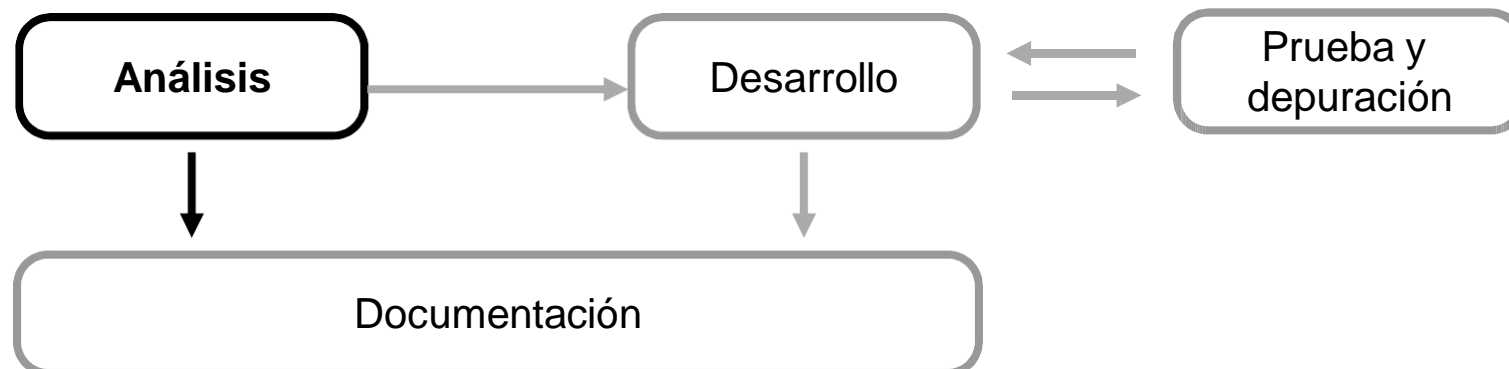 Análisis
Desarrollo
Prueba y
depuración
Documentación